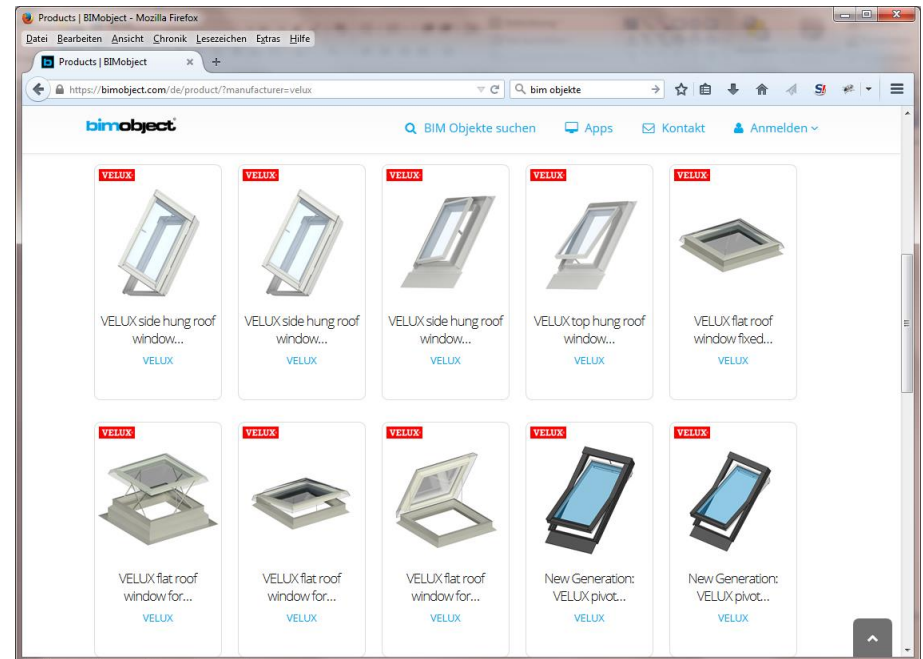 Products | BIMobject - Mozilla Firefox
Datei Bearbeiten Ansicht Chronik Lesezeichen Extras Hilfe
Products | BIMobject
https://bimobject.com/de/product/?manufacturer=velux
bim objekte
bimobject
BIM Objekte suchen Apps Kontakt Anmelden
VELUX VELUX VELUX VELUX VELUX
VELUX side hung roof VELUX side hung roof VELUX side hung roof VELUX top hung roof VELUX flat roof
window... window... window... window... window fixed...
VELUX VELUX VELUX VELUX VELUX
VELUX VELUX VELUX VELUX VELUX
VELUX flat roof VELUX flat roof VELUX flat roof New Generation: New Generation:
window for... window for... window for... VELUX pivot... VELUX pivot...
VELUX VELUX VELUX VELUX VELUX